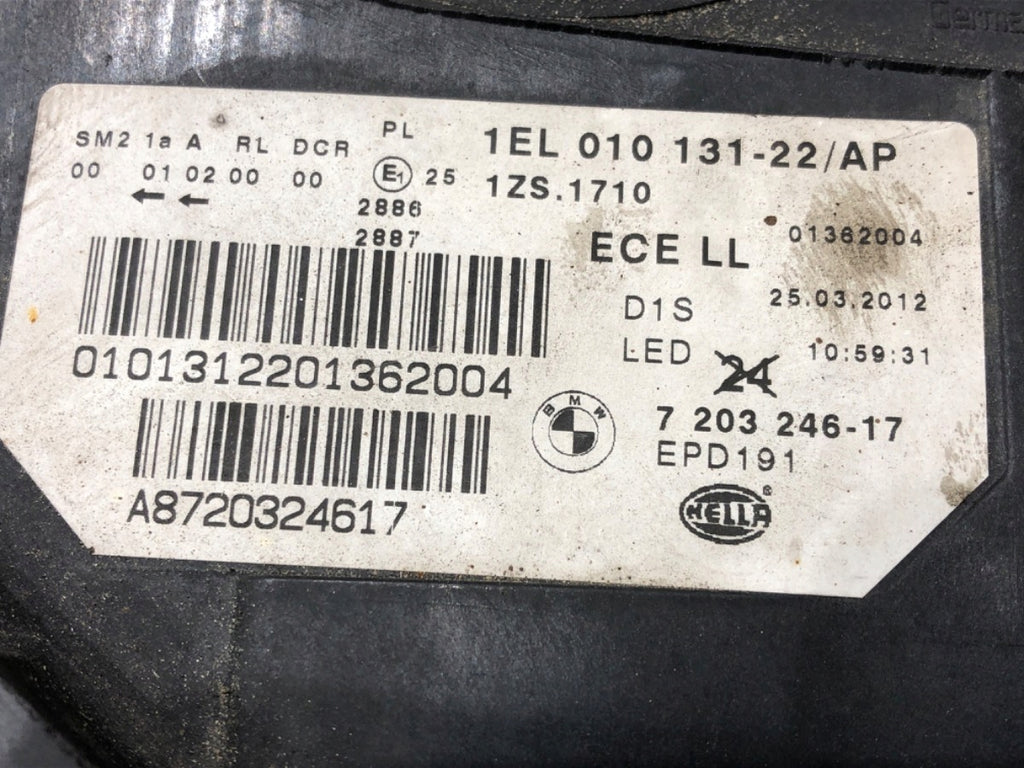 Germa
SM2 1a A RL DCR PL
00 01 02 00 00 E1 25
← ←
2886
2887
1EL 010 131-22/AP
1ZS.1710
ECE LL 01362004
D1S 25.03.2012
LED 24 10:59:31
0101312201362004
BMW 7 203 246-17
EPD191
A8720324617
HELLA®